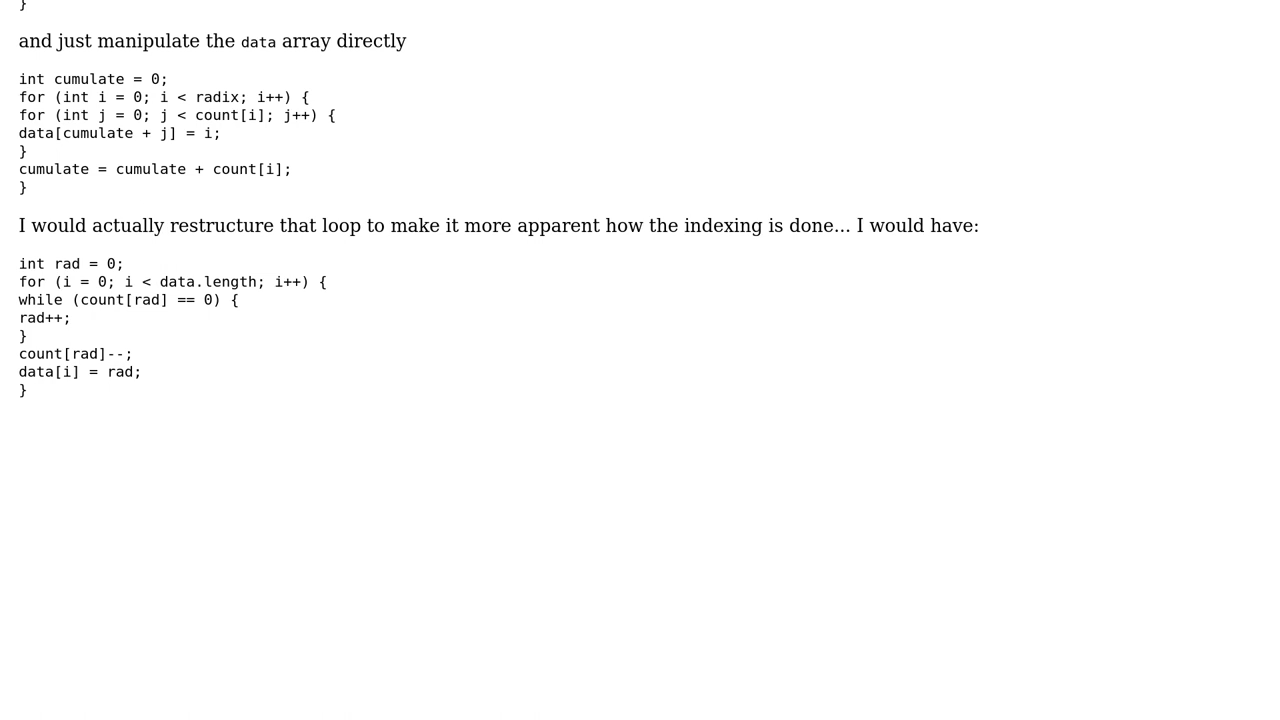 }
and just manipulate the data array directly
int cumulate = 0;
for (int i = 0; i < radix; i++) {
for (int j = 0; j < count[i]; j++) {
data[cumulate + j] = i;
}
cumulate = cumulate + count[i];
}
I would actually restructure that loop to make it more apparent how the indexing is done... I would have:
int rad = 0;
for (i = 0; i < data.length; i++) {
while (count[rad] == 0) {
rad++;
}
count[rad]--;
data[i] = rad;
}